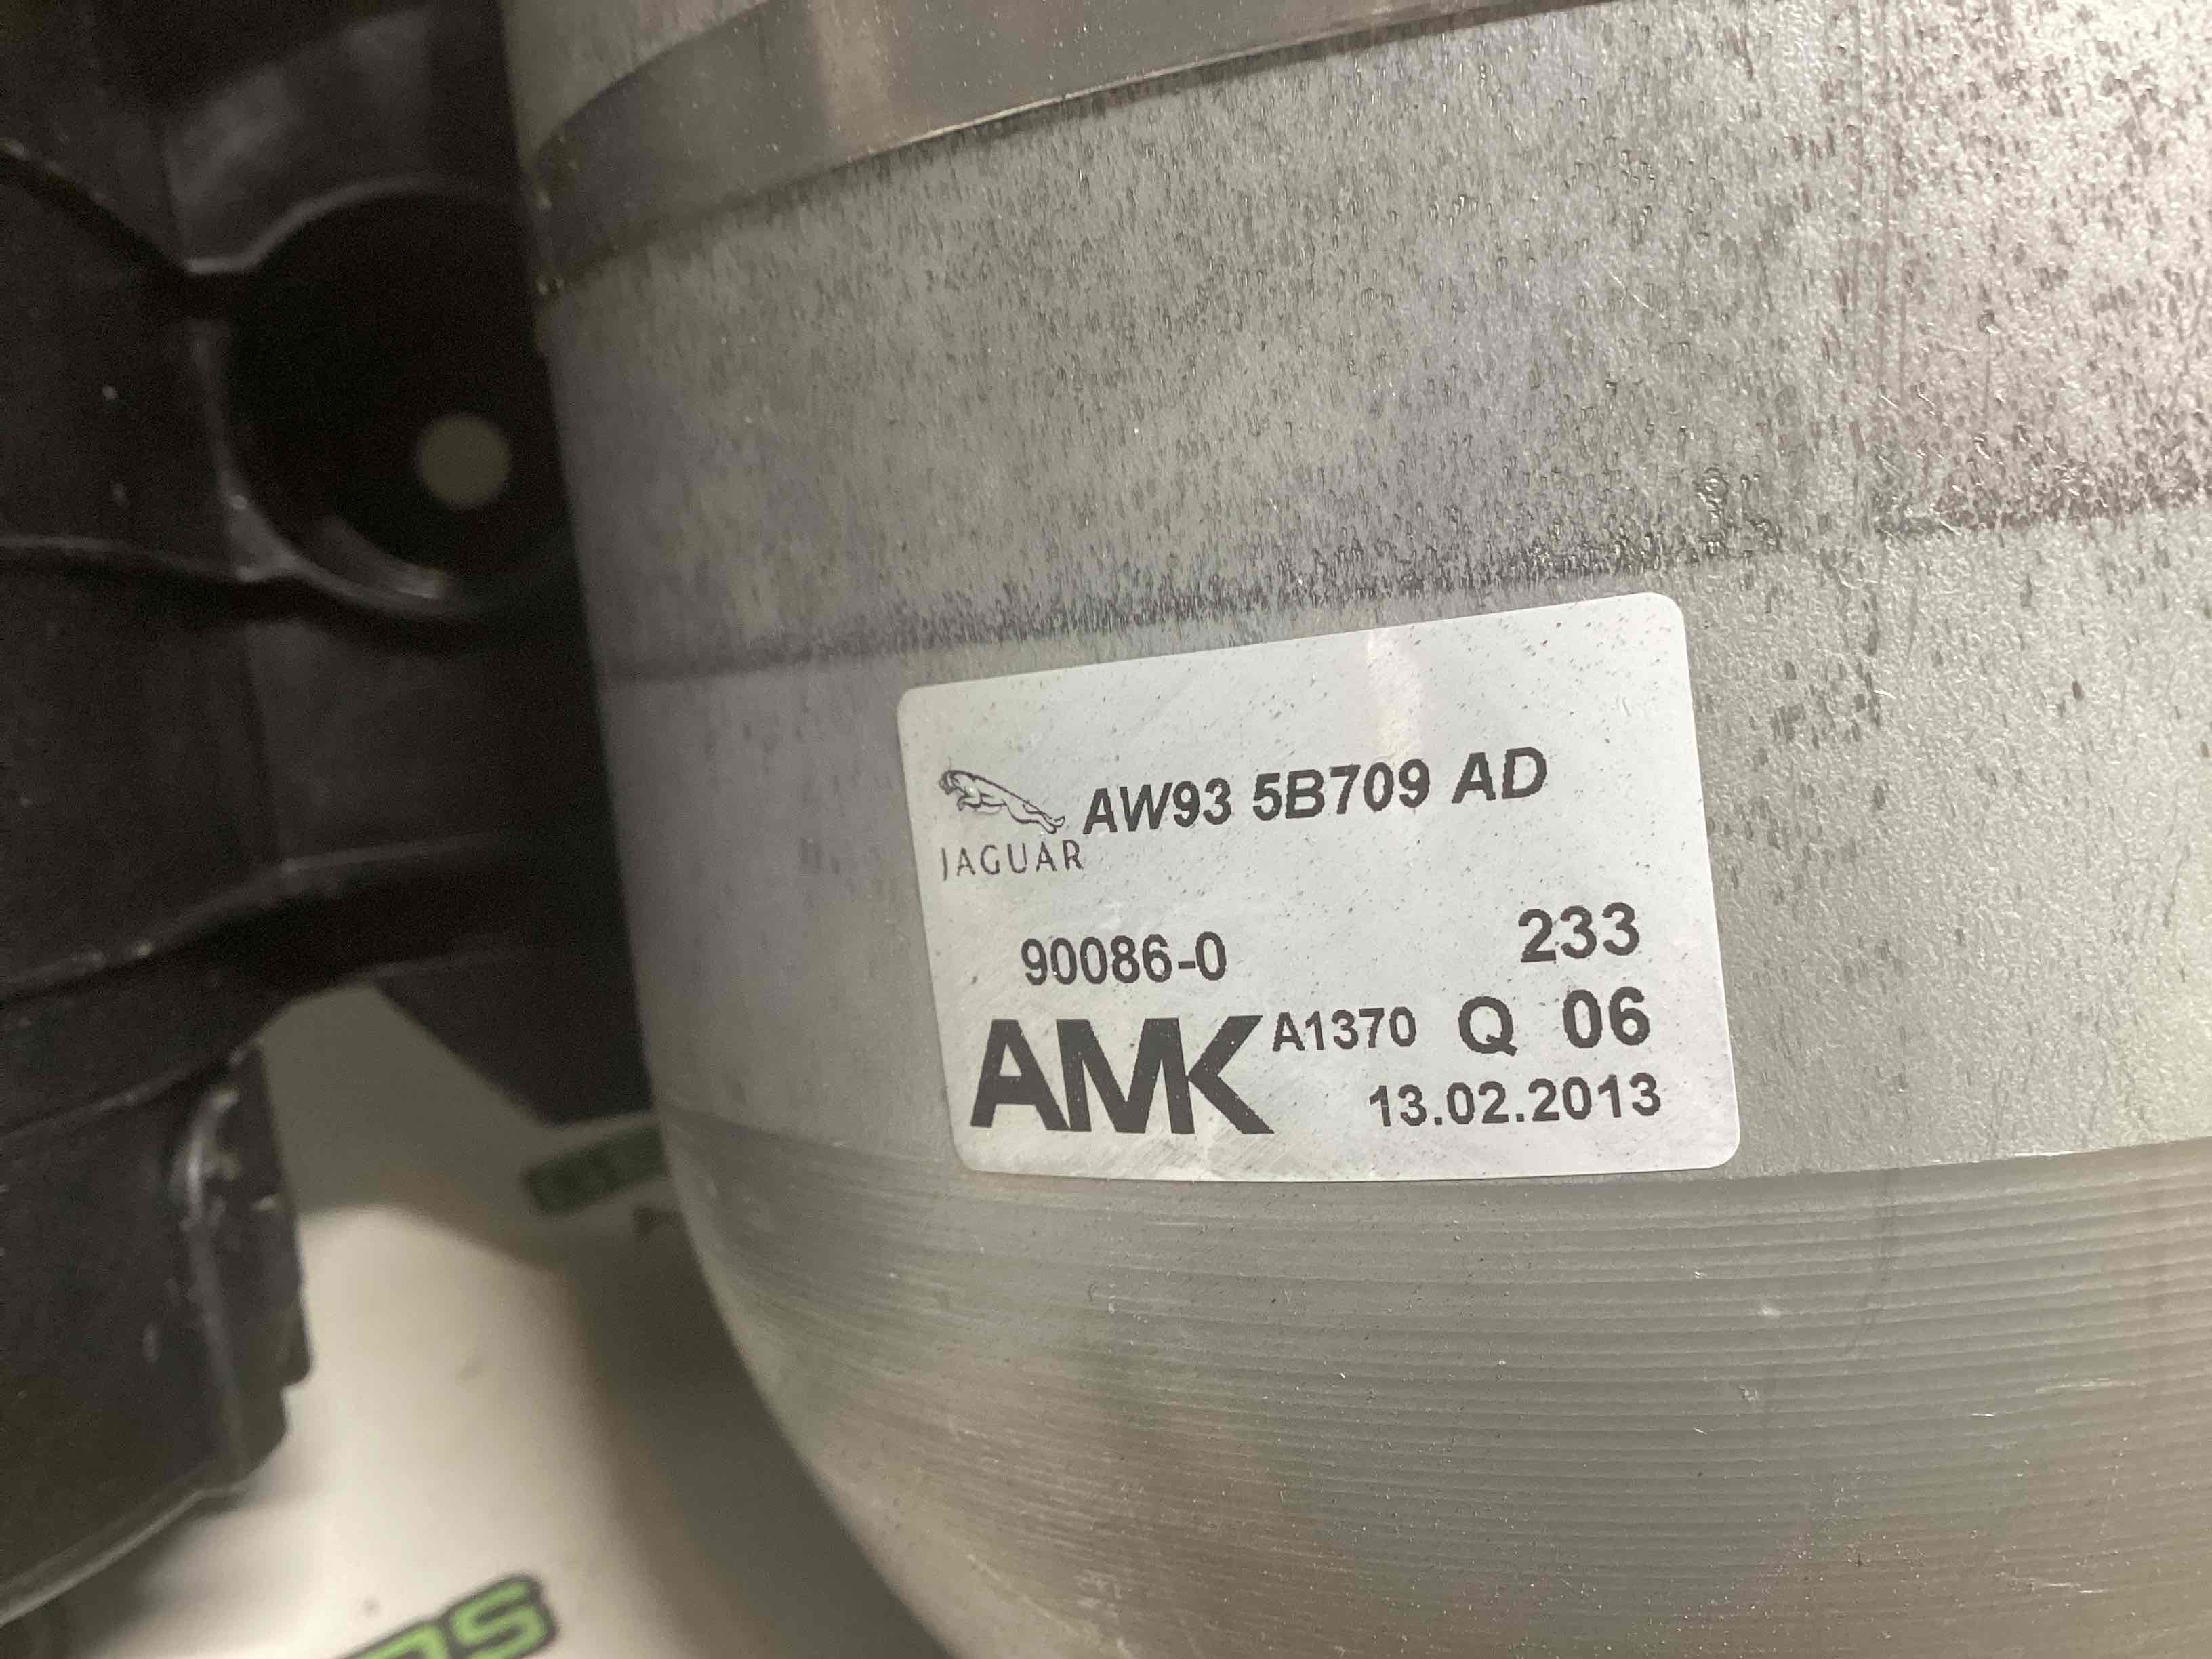 AW93 5B709 AD
JAGUAR
90086-0 233
AMK A1370 Q 06
13.02.2013